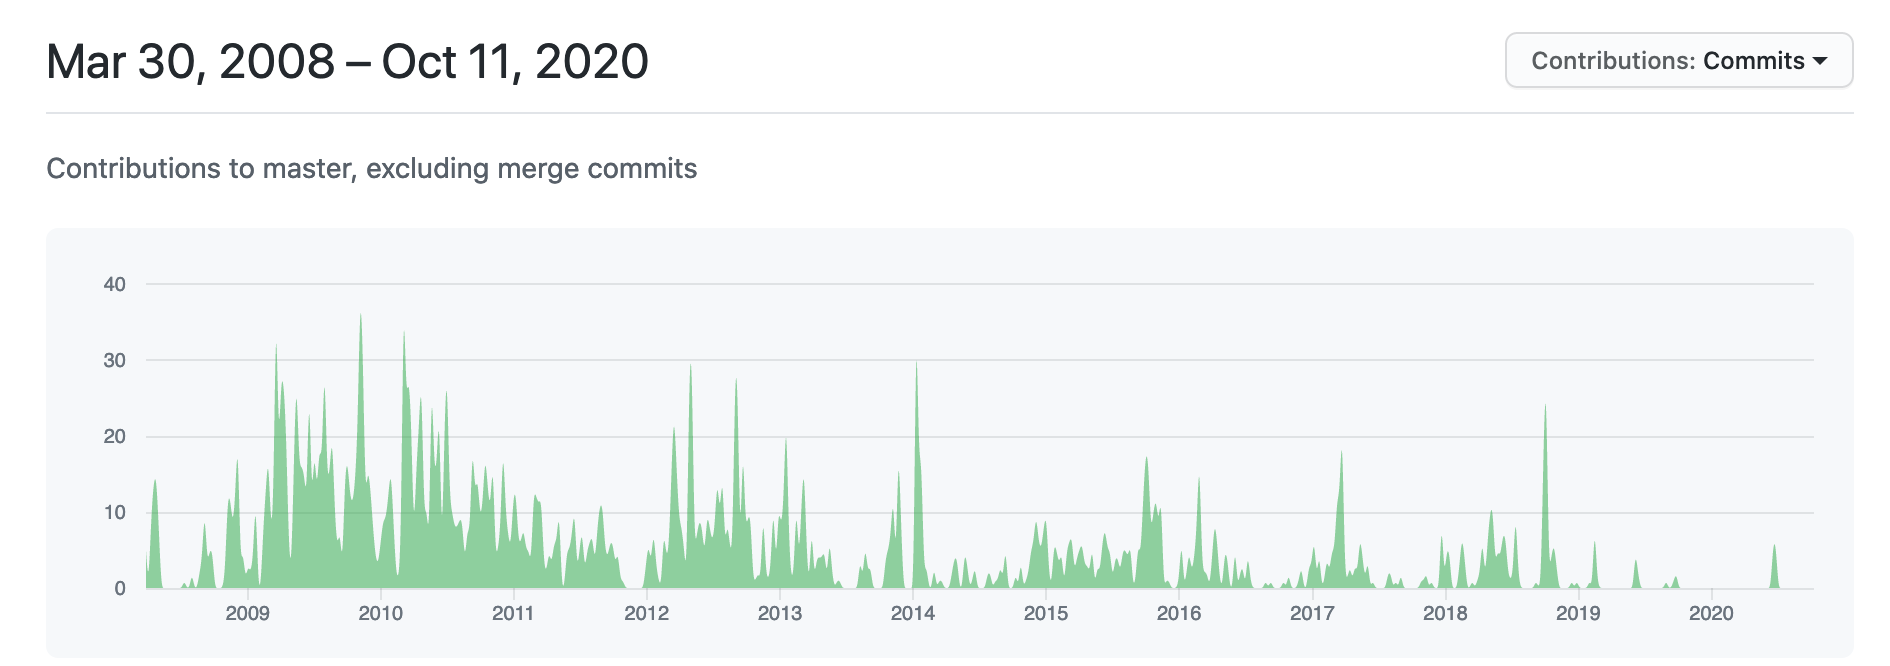 Mar 30, 2008 – Oct 11, 2020
Contributions: Commits
Contributions to master, excluding merge commits
40
30
20
10
0
2009 2010 2011 2012 2013 2014 2015 2016 2017 2018 2019 2020